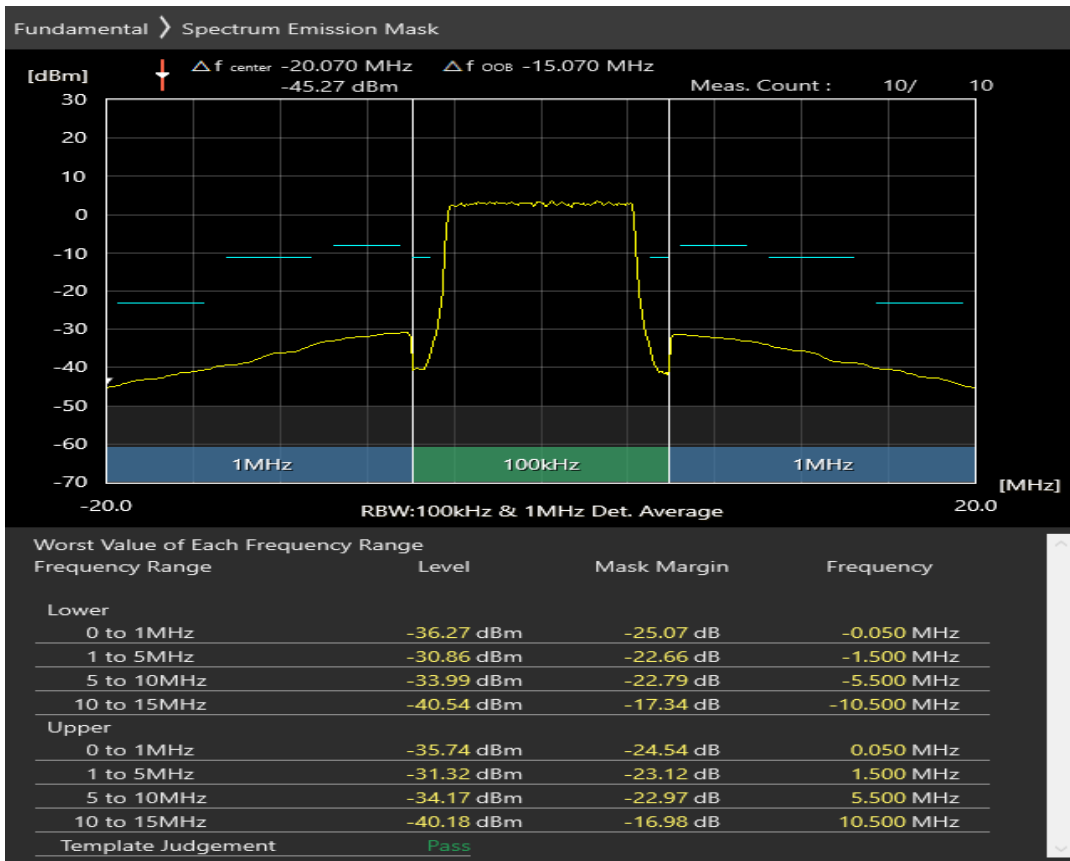 Fundamental 〉 Spectrum Emission Mask
△f center -20.070 MHz △f OOB -15.070 MHz
[dBm] -45.27 dBm Meas. Count : 10/ 10
30
20
10
0
-10
-20
-30
-40
-50
-60
1MHz 100kHz 1MHz
-70 [MHz]
-20.0 RBW:100kHz & 1MHz Det. Average 20.0
Worst Value of Each Frequency Range
Frequency Range Level Mask Margin Frequency
Lower
0 to 1MHz -36.27 dBm -25.07 dB -0.050 MHz
1 to 5MHz -30.86 dBm -22.66 dB -1.500 MHz
5 to 10MHz -33.99 dBm -22.79 dB -5.500 MHz
10 to 15MHz -40.54 dBm -17.34 dB -10.500 MHz
Upper
0 to 1MHz -35.74 dBm -24.54 dB 0.050 MHz
1 to 5MHz -31.32 dBm -23.12 dB 1.500 MHz
5 to 10MHz -34.17 dBm -22.97 dB 5.500 MHz
10 to 15MHz -40.18 dBm -16.98 dB 10.500 MHz
Template Judgement Pass